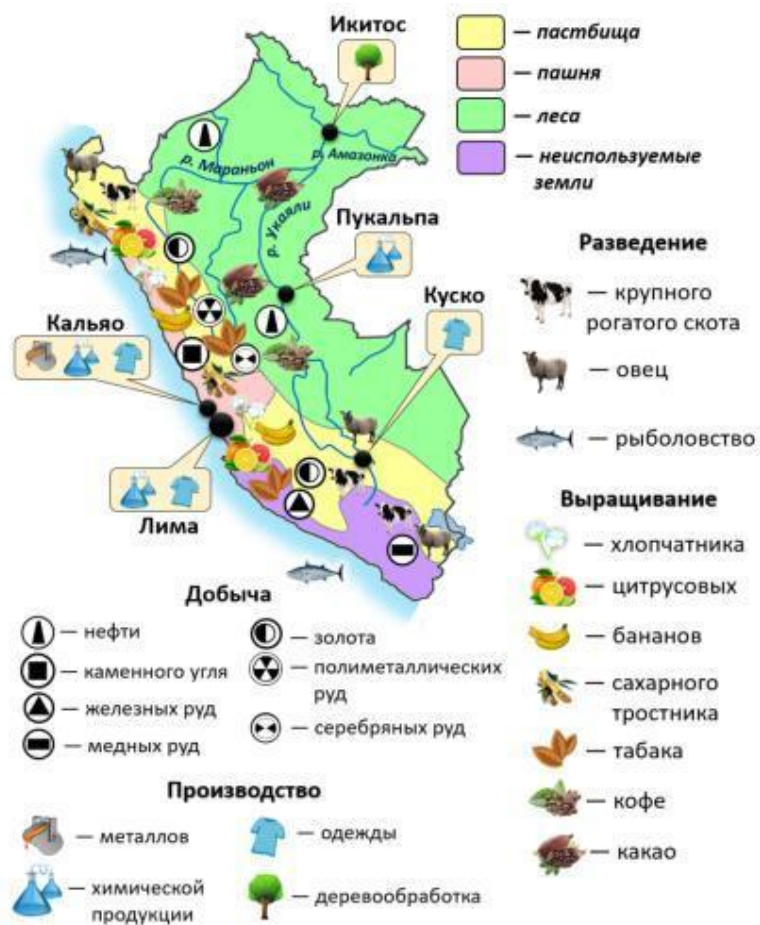 Икитос
— пастбища
— пашня
— леса
— неиспользуемые
земли
р. Мараньон
р. Амазонка
р. Укаяли
Пукальпа
Куско
Кальяо
Лима
Разведение
— крупного
рогатого скота
— овец
— рыболовство
Выращивание
— хлопчатника
— цитрусовых
— бананов
— сахарного
тростника
— табака
— кофе
— какао
Добыча
— нефти
— каменного угля
— железных руд
— медных руд
— золота
— полиметаллических
руд
— серебряных руд
Производство
— металлов
— химической
продукции
— одежды
— деревообработка